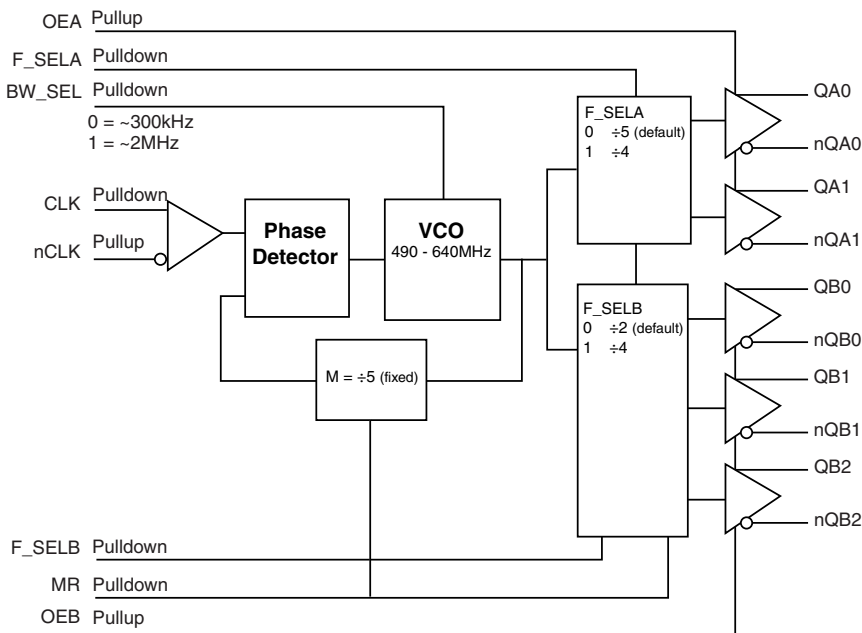 OEA Pullup
F_SELA Pulldown
BW_SEL Pulldown
0 = ~300kHz
1 = ~2MHz
CLK Pulldown
nCLK Pullup
Phase
Detector
VCO
490 - 640MHz
M = ÷5 (fixed)
F_SELA
0 ÷5 (default)
1 ÷4
F_SELB
0 ÷2 (default)
1 ÷4
QA0
nQA0
QA1
nQA1
QB0
nQB0
QB1
nQB1
QB2
nQB2
F_SELB Pulldown
MR Pulldown
OEB Pullup